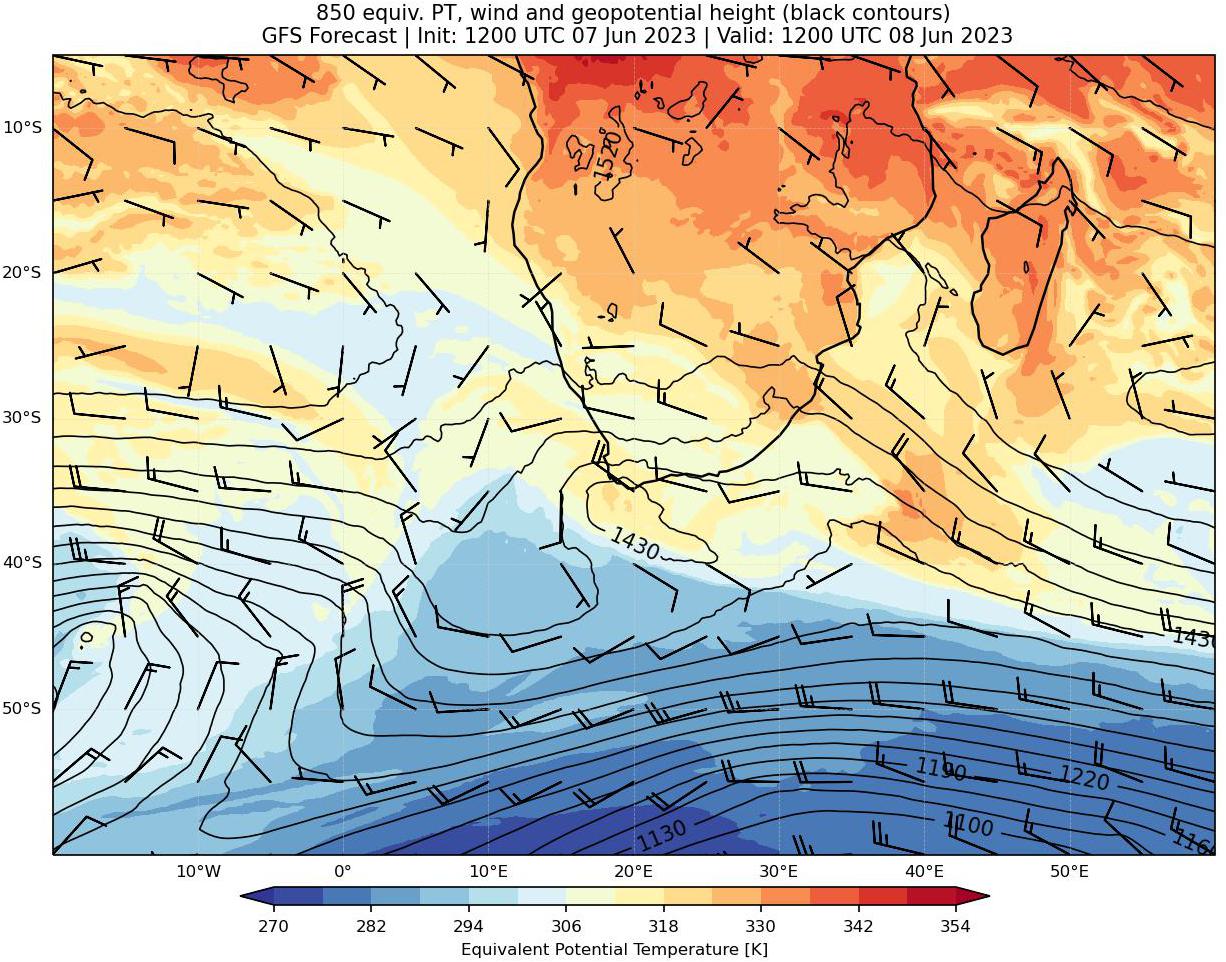 850 equiv. PT, wind and geopotential height (black contours)
GFS Forecast | Init: 1200 UTC 07 Jun 2023 | Valid: 1200 UTC 08 Jun 2023
10°S
1520
20°S
30°S
1430
40°S
1430
50°S
1190
1220
1130
1100
1160
10°W
0°
10°E
20°E
30°E
40°E
50°E
270
282
294
306
318
330
342
354
Equivalent Potential Temperature [K]